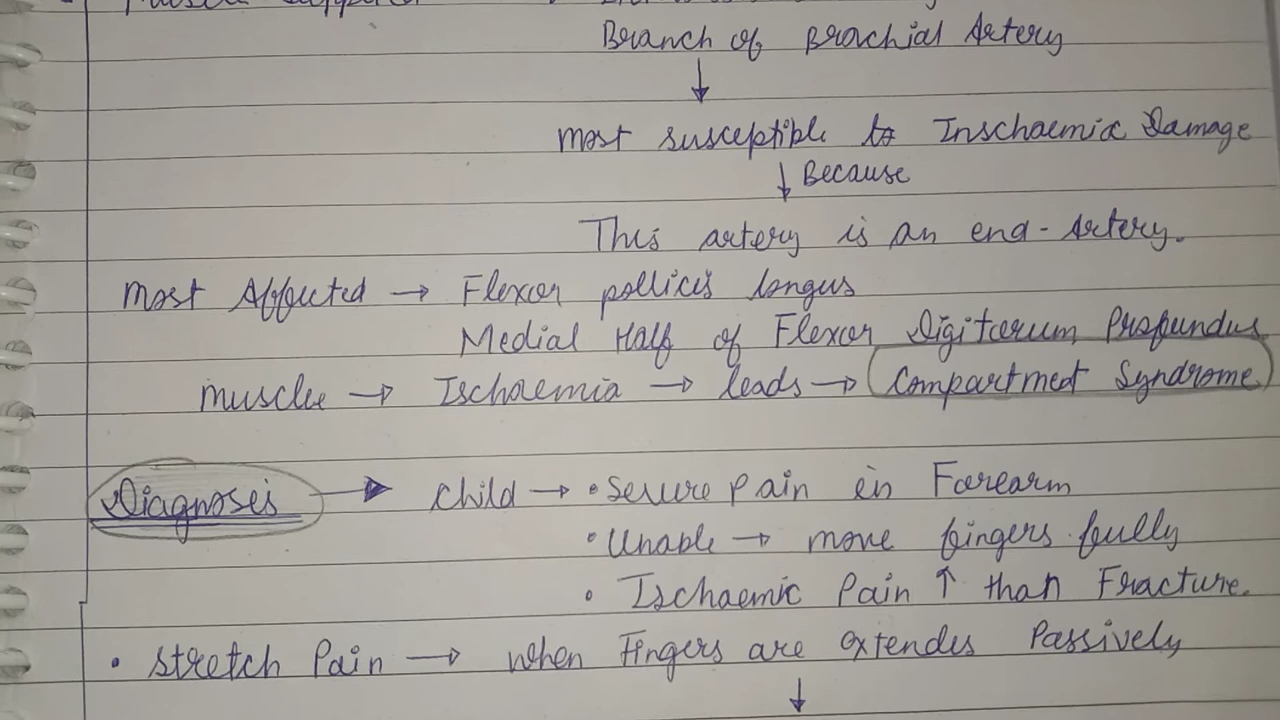 Branch of Brachial Artery
↓
Most susceptible to Inschaemic Damage
↓ Because
This artery is an end-Artery.
Most Affected → Flexor pollicis longus
Medial Half of Flexor Digitorum Profundus
muscle → Ischaemia → leads → Compartmet Syndrome
Diagnosis → Child → • Severe Pain in Forearm
• Unable → move fingers fully
• Ischaemic Pain ↑ than Fracture.
• Stretch Pain → when Fingers are extendes Passively
↓